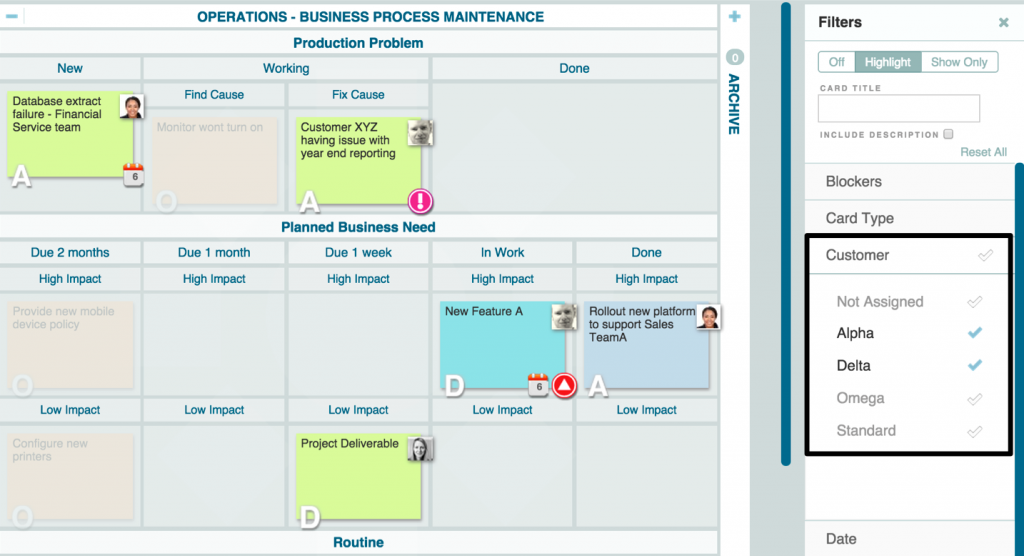 OPERATIONS - BUSINESS PROCESS MAINTENANCE
Production Problem
New
Working
Done
Find Cause
Fix Cause
Database extract
failure - Financial
Service team
A
6
Monitor wont turn on
O
Customer XYZ
having issue with
year end reporting
A
!
Planned Business Need
Due 2 months
Due 1 month
Due 1 week
In Work
Done
High Impact
High Impact
High Impact
High Impact
High Impact
Provide new mobile
device policy
O
New Feature A
D
6
Rollout new platform
to support Sales
TeamA
A
Low Impact
Low Impact
Low Impact
Low Impact
Low Impact
Configure new
printers
O
Project Deliverable
D
Routine
0
ARCHIVE
Filters
Off
Highlight
Show Only
CARD TITLE
INCLUDE DESCRIPTION
Reset All
Blockers
Card Type
Customer
Not Assigned
Alpha
Delta
Omega
Standard
Date